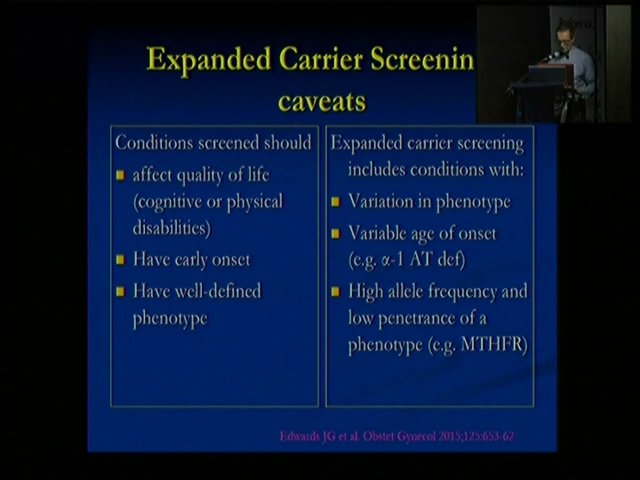 Expanded Carrier Screenin
caveats
Conditions screened should
affect quality of life
(cognitive or physical
disabilities)
Have early onset
Have well-defined
phenotype
Expanded carrier screening
includes conditions with:
Variation in phenotype
Variable age of onset
(e.g. α-1 AT def)
High allele frequency and
low penetrance of a
phenotype (e.g. MTHFR)
Edwards JG et al. Obstet Gynecol 2015;125:653-62